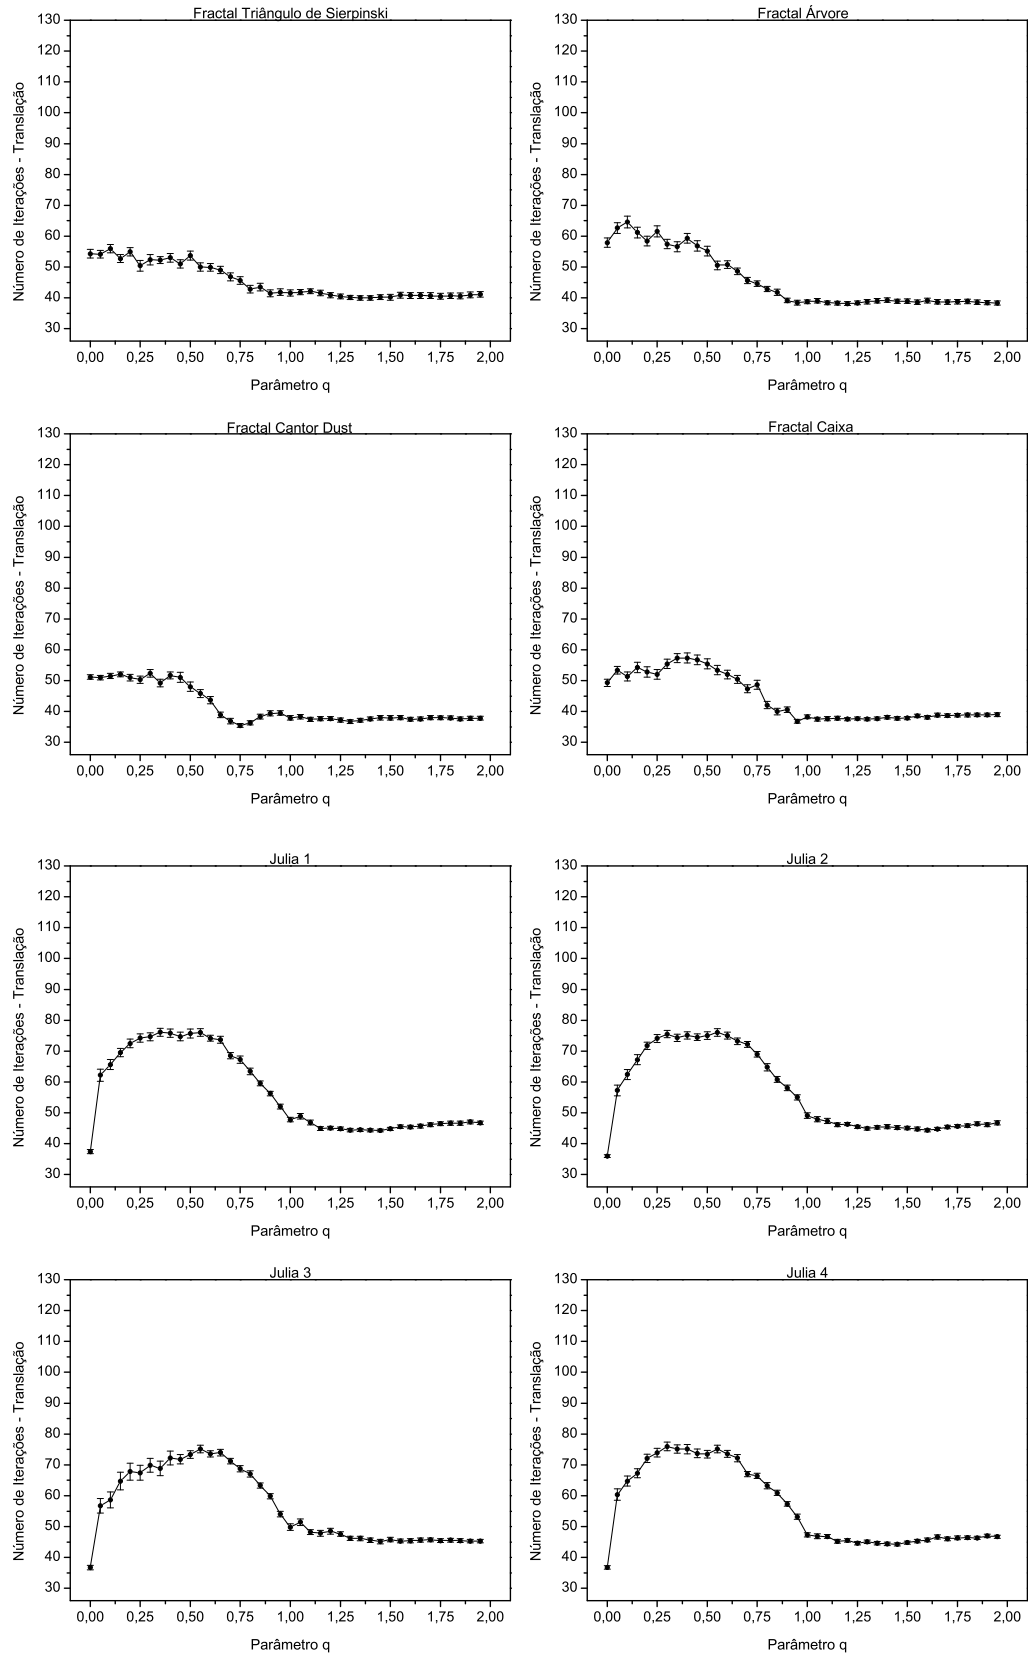 Fractal Triângulo de Sierpinski
Número de Iterações - Translação
130
120
110
100
90
80
70
60
50
40
30
0,00 0,25 0,50 0,75 1,00 1,25 1,50 1,75 2,00
Parâmetro q
Fractal Árvore
Número de Iterações - Translação
130
120
110
100
90
80
70
60
50
40
30
0,00 0,25 0,50 0,75 1,00 1,25 1,50 1,75 2,00
Parâmetro q
Fractal Cantor Dust
Número de Iterações - Translação
130
120
110
100
90
80
70
60
50
40
30
0,00 0,25 0,50 0,75 1,00 1,25 1,50 1,75 2,00
Parâmetro q
Fractal Caixa
Número de Iterações - Translação
130
120
110
100
90
80
70
60
50
40
30
0,00 0,25 0,50 0,75 1,00 1,25 1,50 1,75 2,00
Parâmetro q
Julia 1
Número de Iterações - Translação
130
120
110
100
90
80
70
60
50
40
30
0,00 0,25 0,50 0,75 1,00 1,25 1,50 1,75 2,00
Parâmetro q
Julia 2
Número de Iterações - Translação
130
120
110
100
90
80
70
60
50
40
30
0,00 0,25 0,50 0,75 1,00 1,25 1,50 1,75 2,00
Parâmetro q
Julia 3
Número de Iterações - Translação
130
120
110
100
90
80
70
60
50
40
30
0,00 0,25 0,50 0,75 1,00 1,25 1,50 1,75 2,00
Parâmetro q
Julia 4
Número de Iterações - Translação
130
120
110
100
90
80
70
60
50
40
30
0,00 0,25 0,50 0,75 1,00 1,25 1,50 1,75 2,00
Parâmetro q